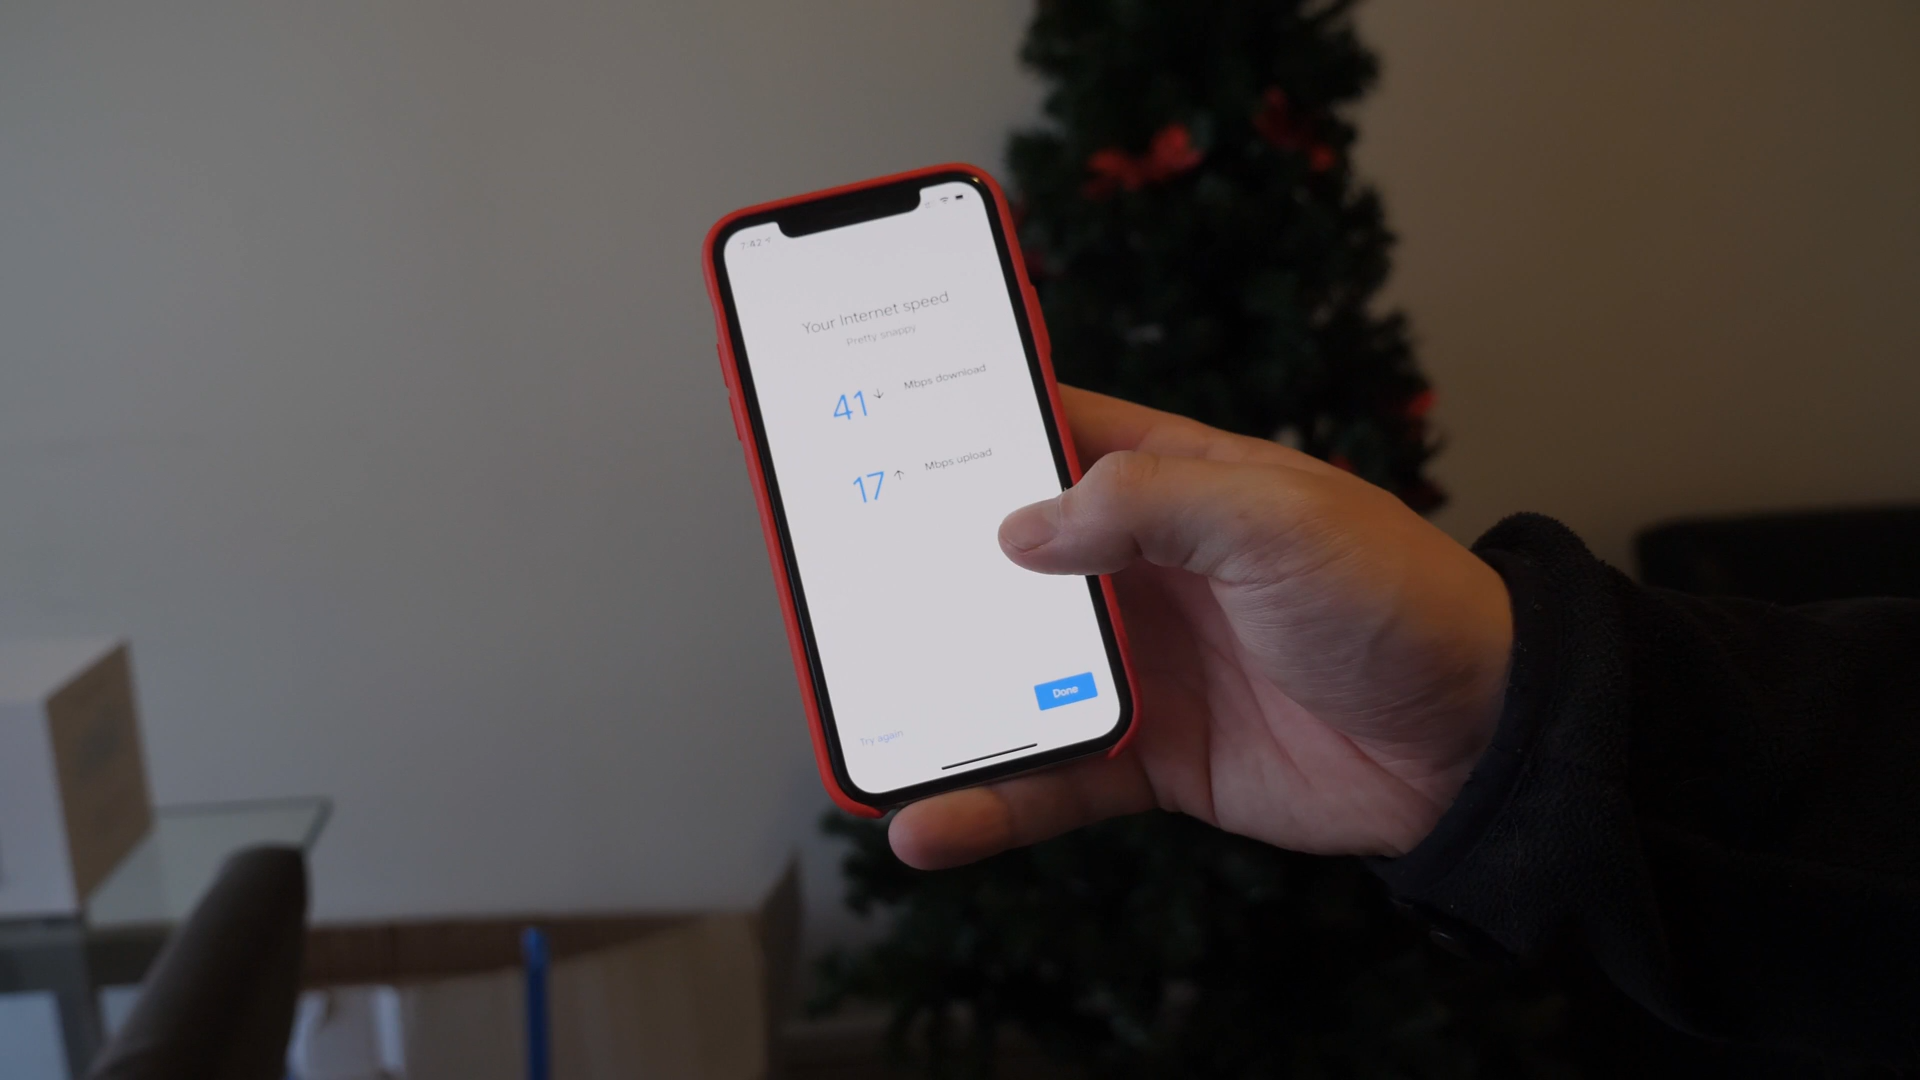 7:42
Your Internet speed
Pretty snappy
41 ↓ Mbps download
17 ↑ Mbps upload
Done
Try again